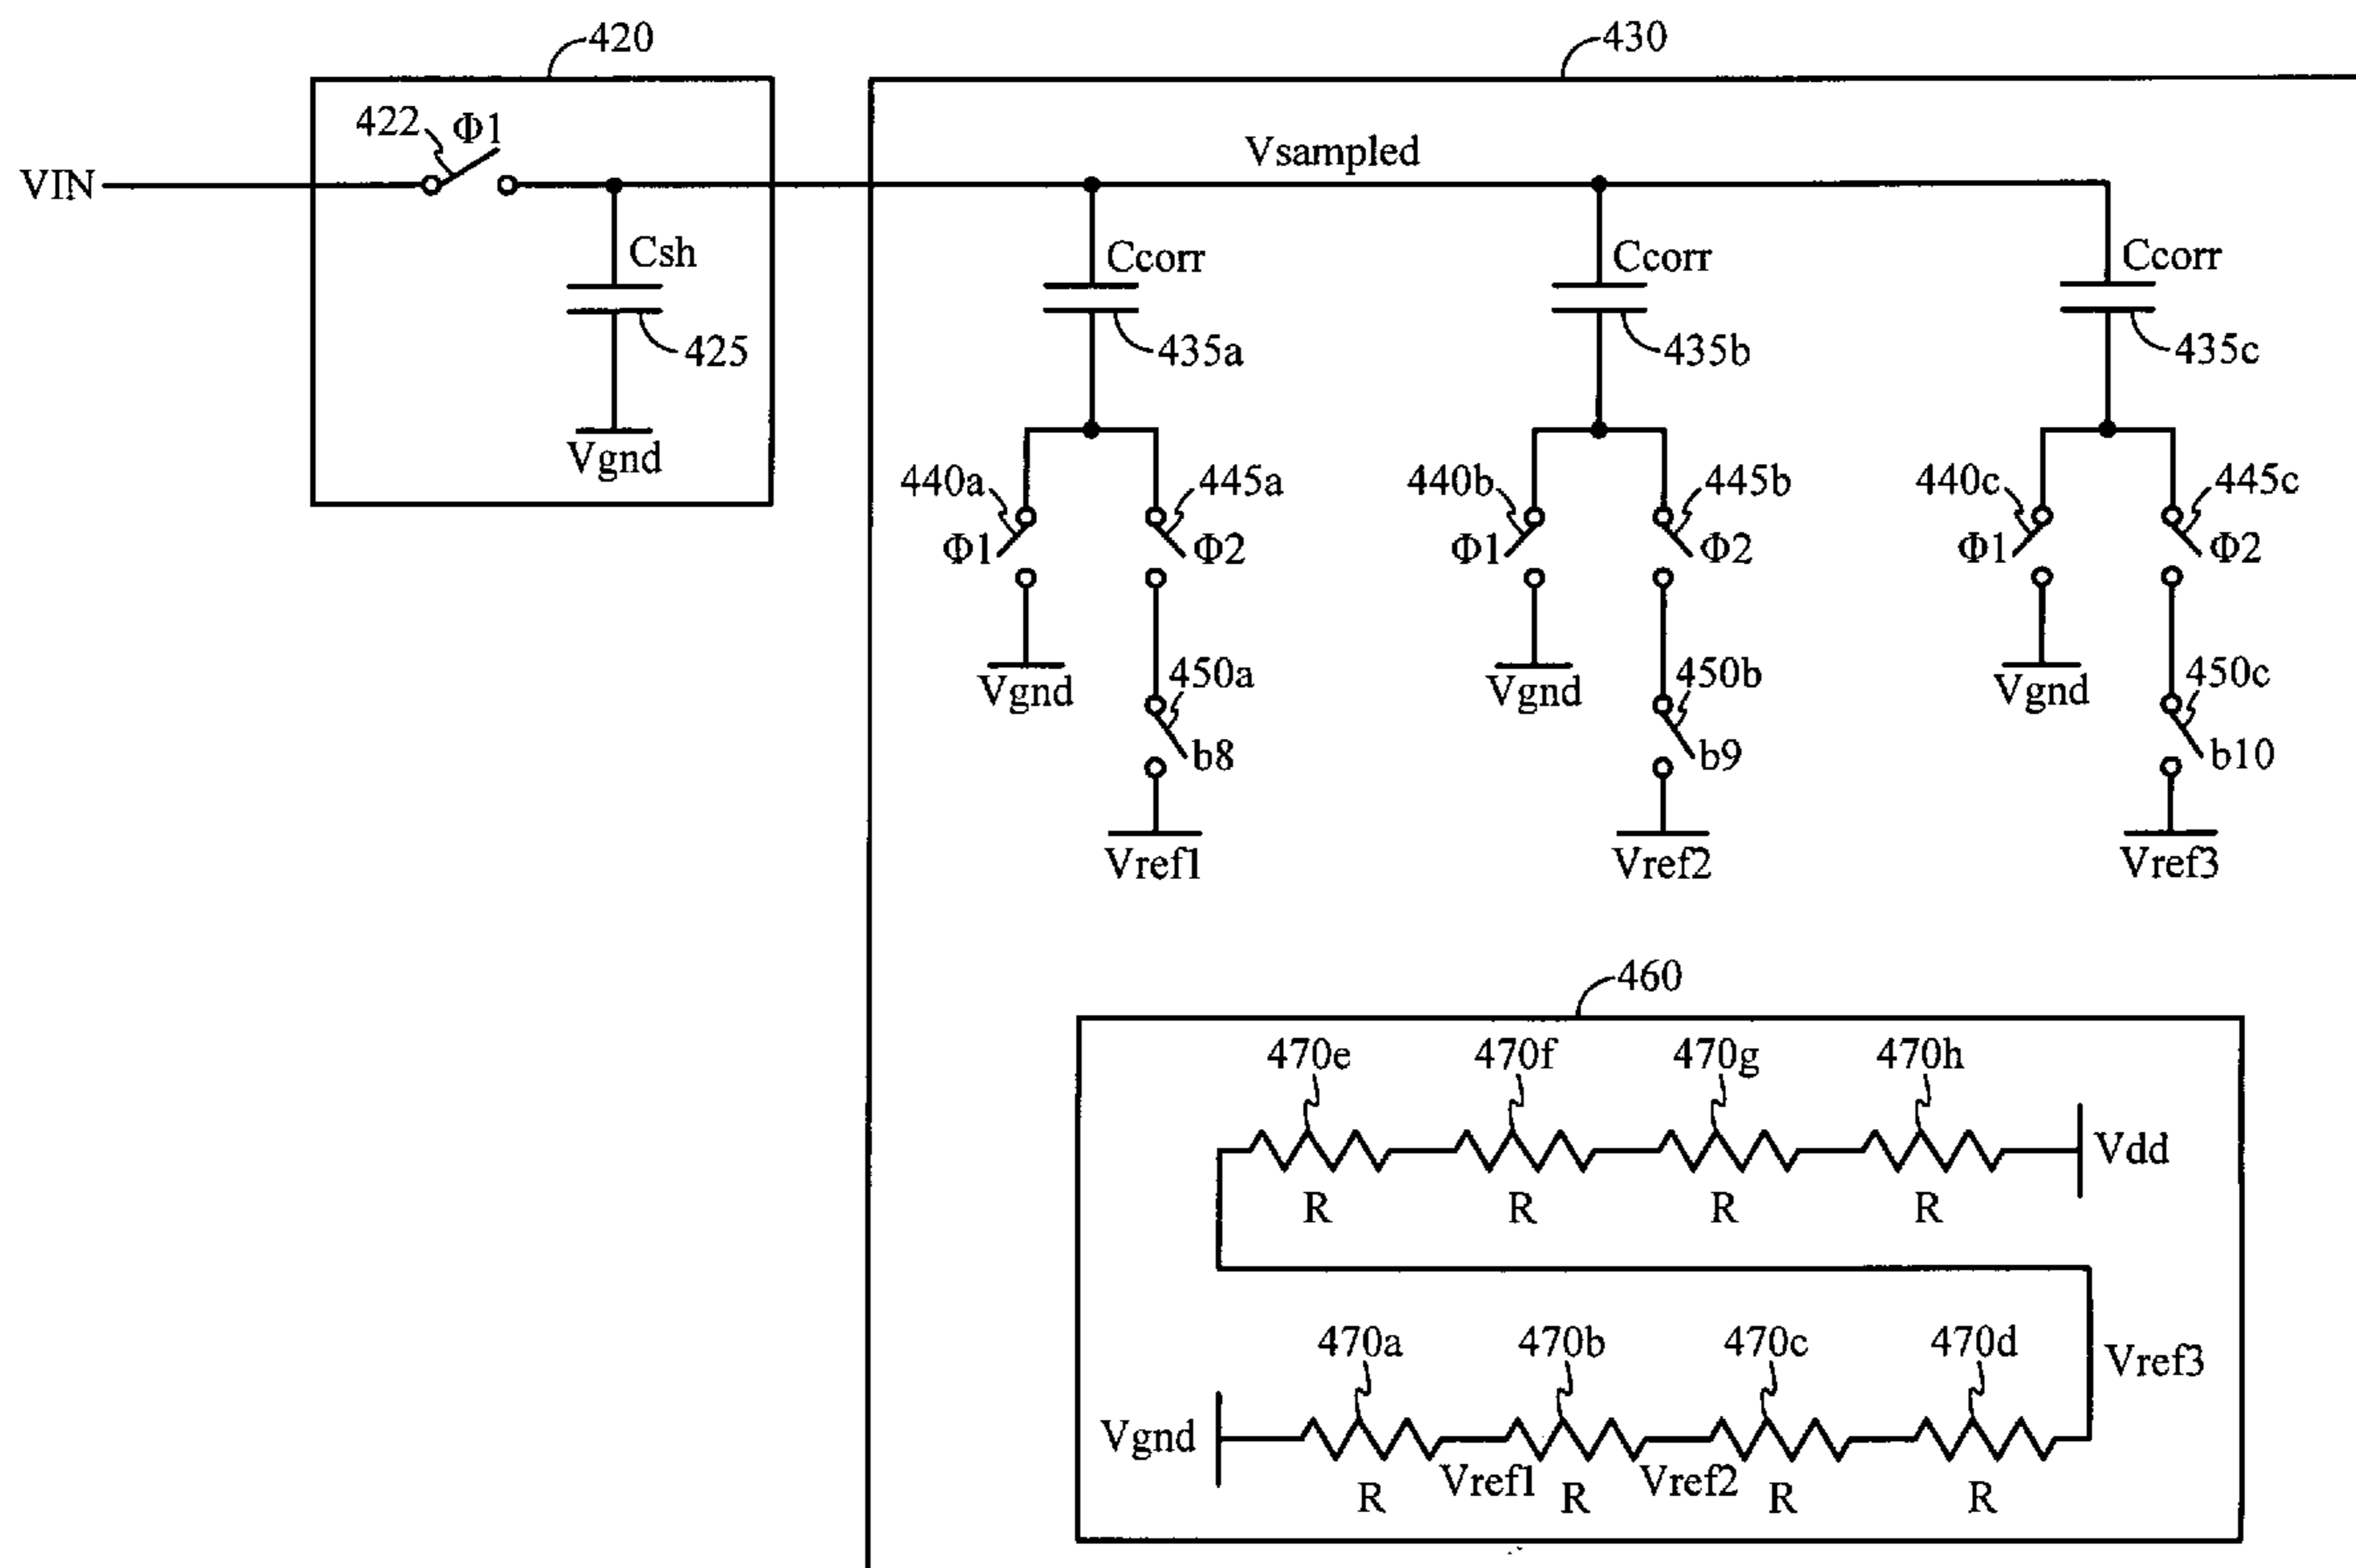 420
430
422
Φ1
VIN
Vsampled
Csh
Ccorr
Ccorr
Ccorr
425
435a
435b
435c
Vgnd
440a
445a
440b
445b
440c
445c
Φ1
Φ2
Φ1
Φ2
Φ1
Φ2
Vgnd
450a
Vgnd
450b
Vgnd
450c
b8
b9
b10
Vref1
Vref2
Vref3
460
470e
470f
470g
470h
Vdd
R
R
R
R
470a
470b
470c
470d
Vref3
Vgnd
Vref1
Vref2
R
R
R
R